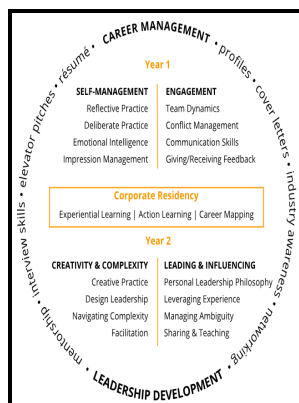 CAREER MANAGEMENT • profiles • cover letters • industry awareness • networking •
LEADERSHIP DEVELOPMENT • mentorship • interview skills • elevator pitches • résumé •
Year 1
SELF-MANAGEMENT
Reflective Practice
Deliberate Practice
Emotional Intelligence
Impression Management
ENGAGEMENT
Team Dynamics
Conflict Management
Communication Skills
Giving/Receiving Feedback
Corporate Residency
Experiential Learning | Action Learning | Career Mapping
Year 2
CREATIVITY & COMPLEXITY
Creative Practice
Design Leadership
Navigating Complexity
Facilitation
LEADING & INFLUENCING
Personal Leadership Philosophy
Leveraging Experience
Managing Ambiguity
Sharing & Teaching